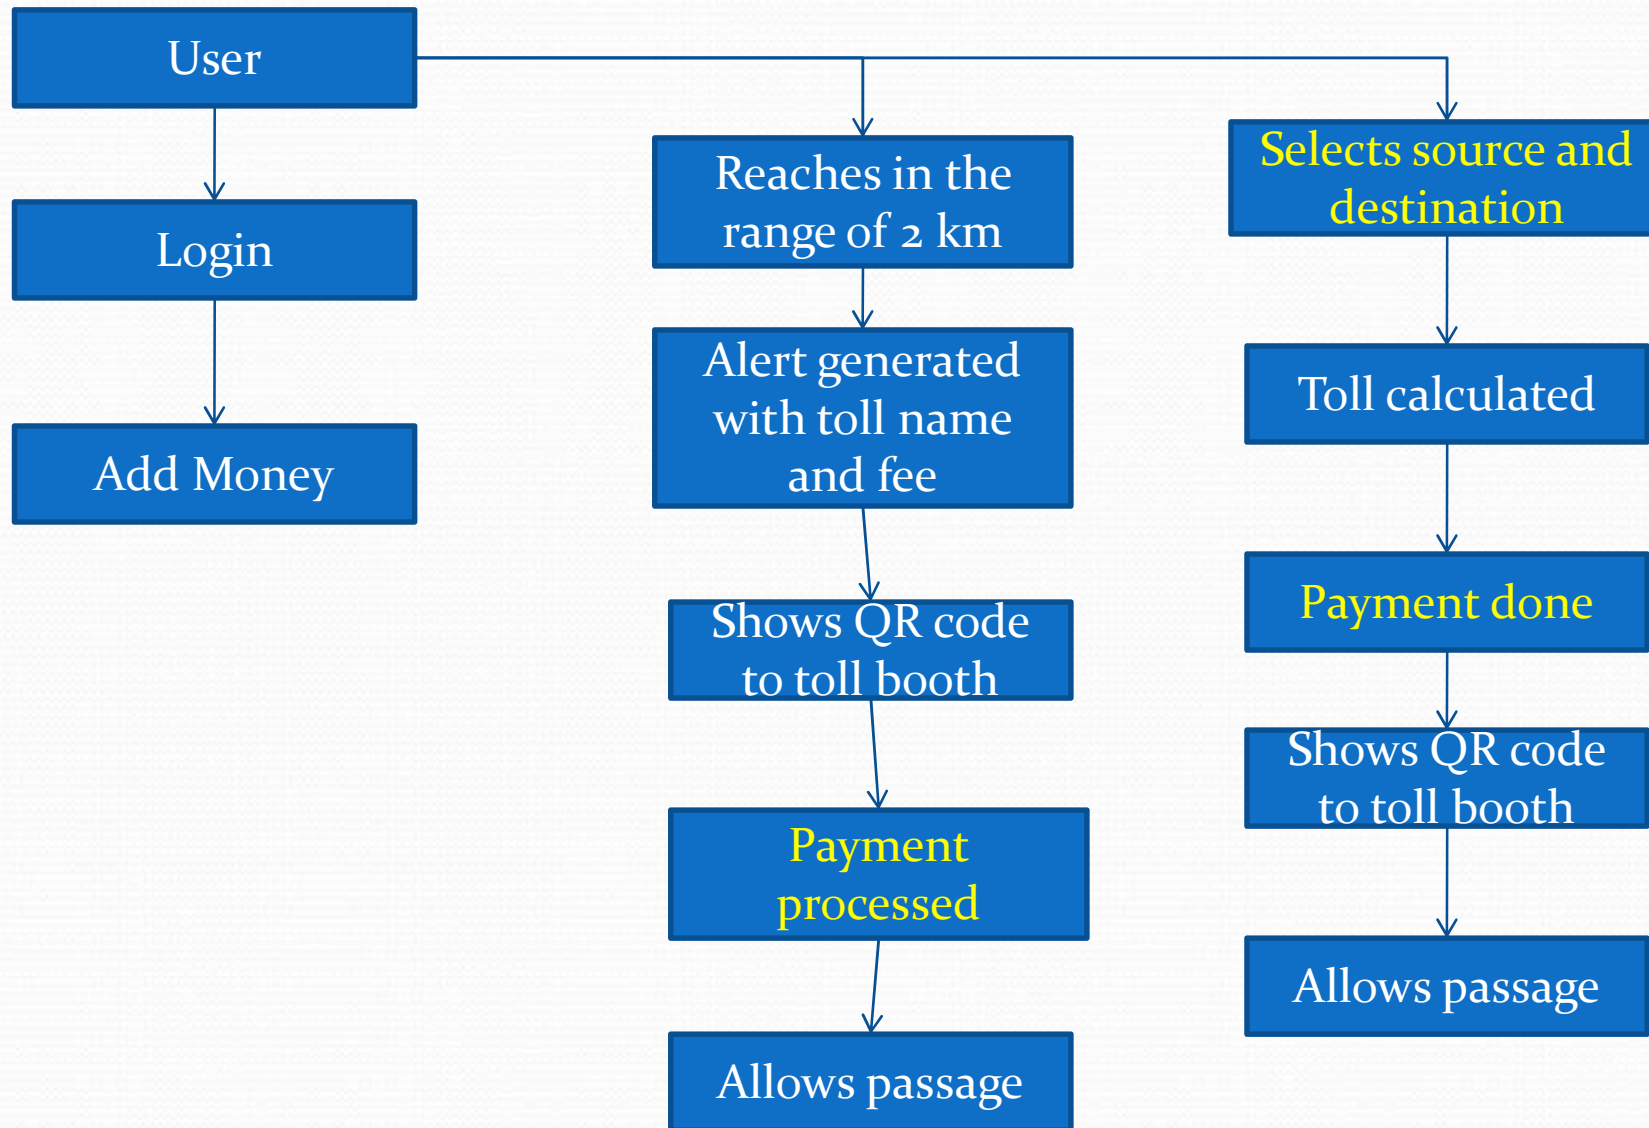 User
Login
Add Money
Reaches in the
range of 2 km
Alert generated
with toll name
and fee
Shows QR code
to toll booth
Payment
processed
Allows passage
Selects source and
destination
Toll calculated
Payment done
Shows QR code
to toll booth
Allows passage